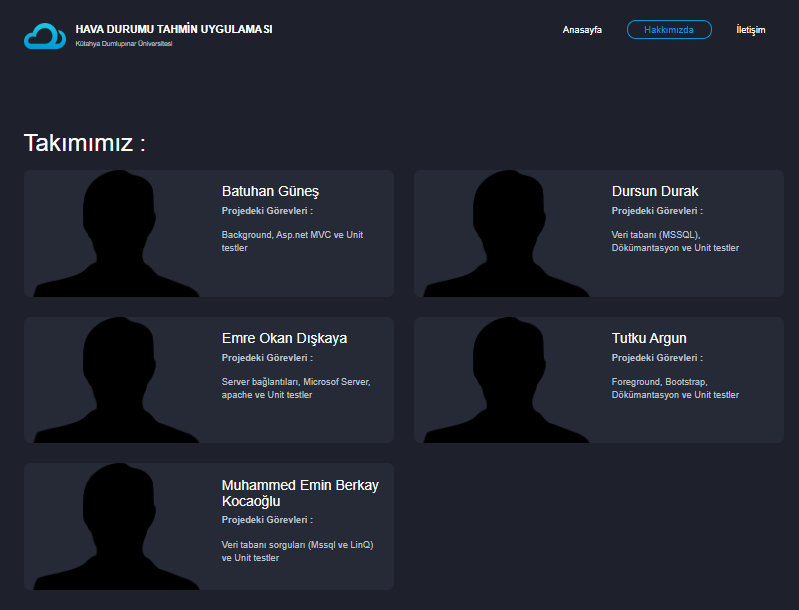 HAVA DURUMU TAHMİN UYGULAMASI
Kütahya Dumlupınar Üniversitesi
Anasayfa
Hakkımızda
İletişim
Takımımız :
Batuhan Güneş
Projedeki Görevleri :
Background, Asp.net MVC ve Unit
testler
Dursun Durak
Projedeki Görevleri :
Veri tabanı (MSSQL),
Dökümantasyon ve Unit testler
Emre Okan Dışkaya
Projedeki Görevleri :
Server bağlantıları, Microsof Server,
apache ve Unit testler
Tutku Argun
Projedeki Görevleri :
Foreground, Bootstrap,
Dökümantasyon ve Unit testler
Muhammed Emin Berkay
Kocaoğlu
Projedeki Görevleri :
Veri tabanı sorguları (Mssql ve LinQ)
ve Unit testler